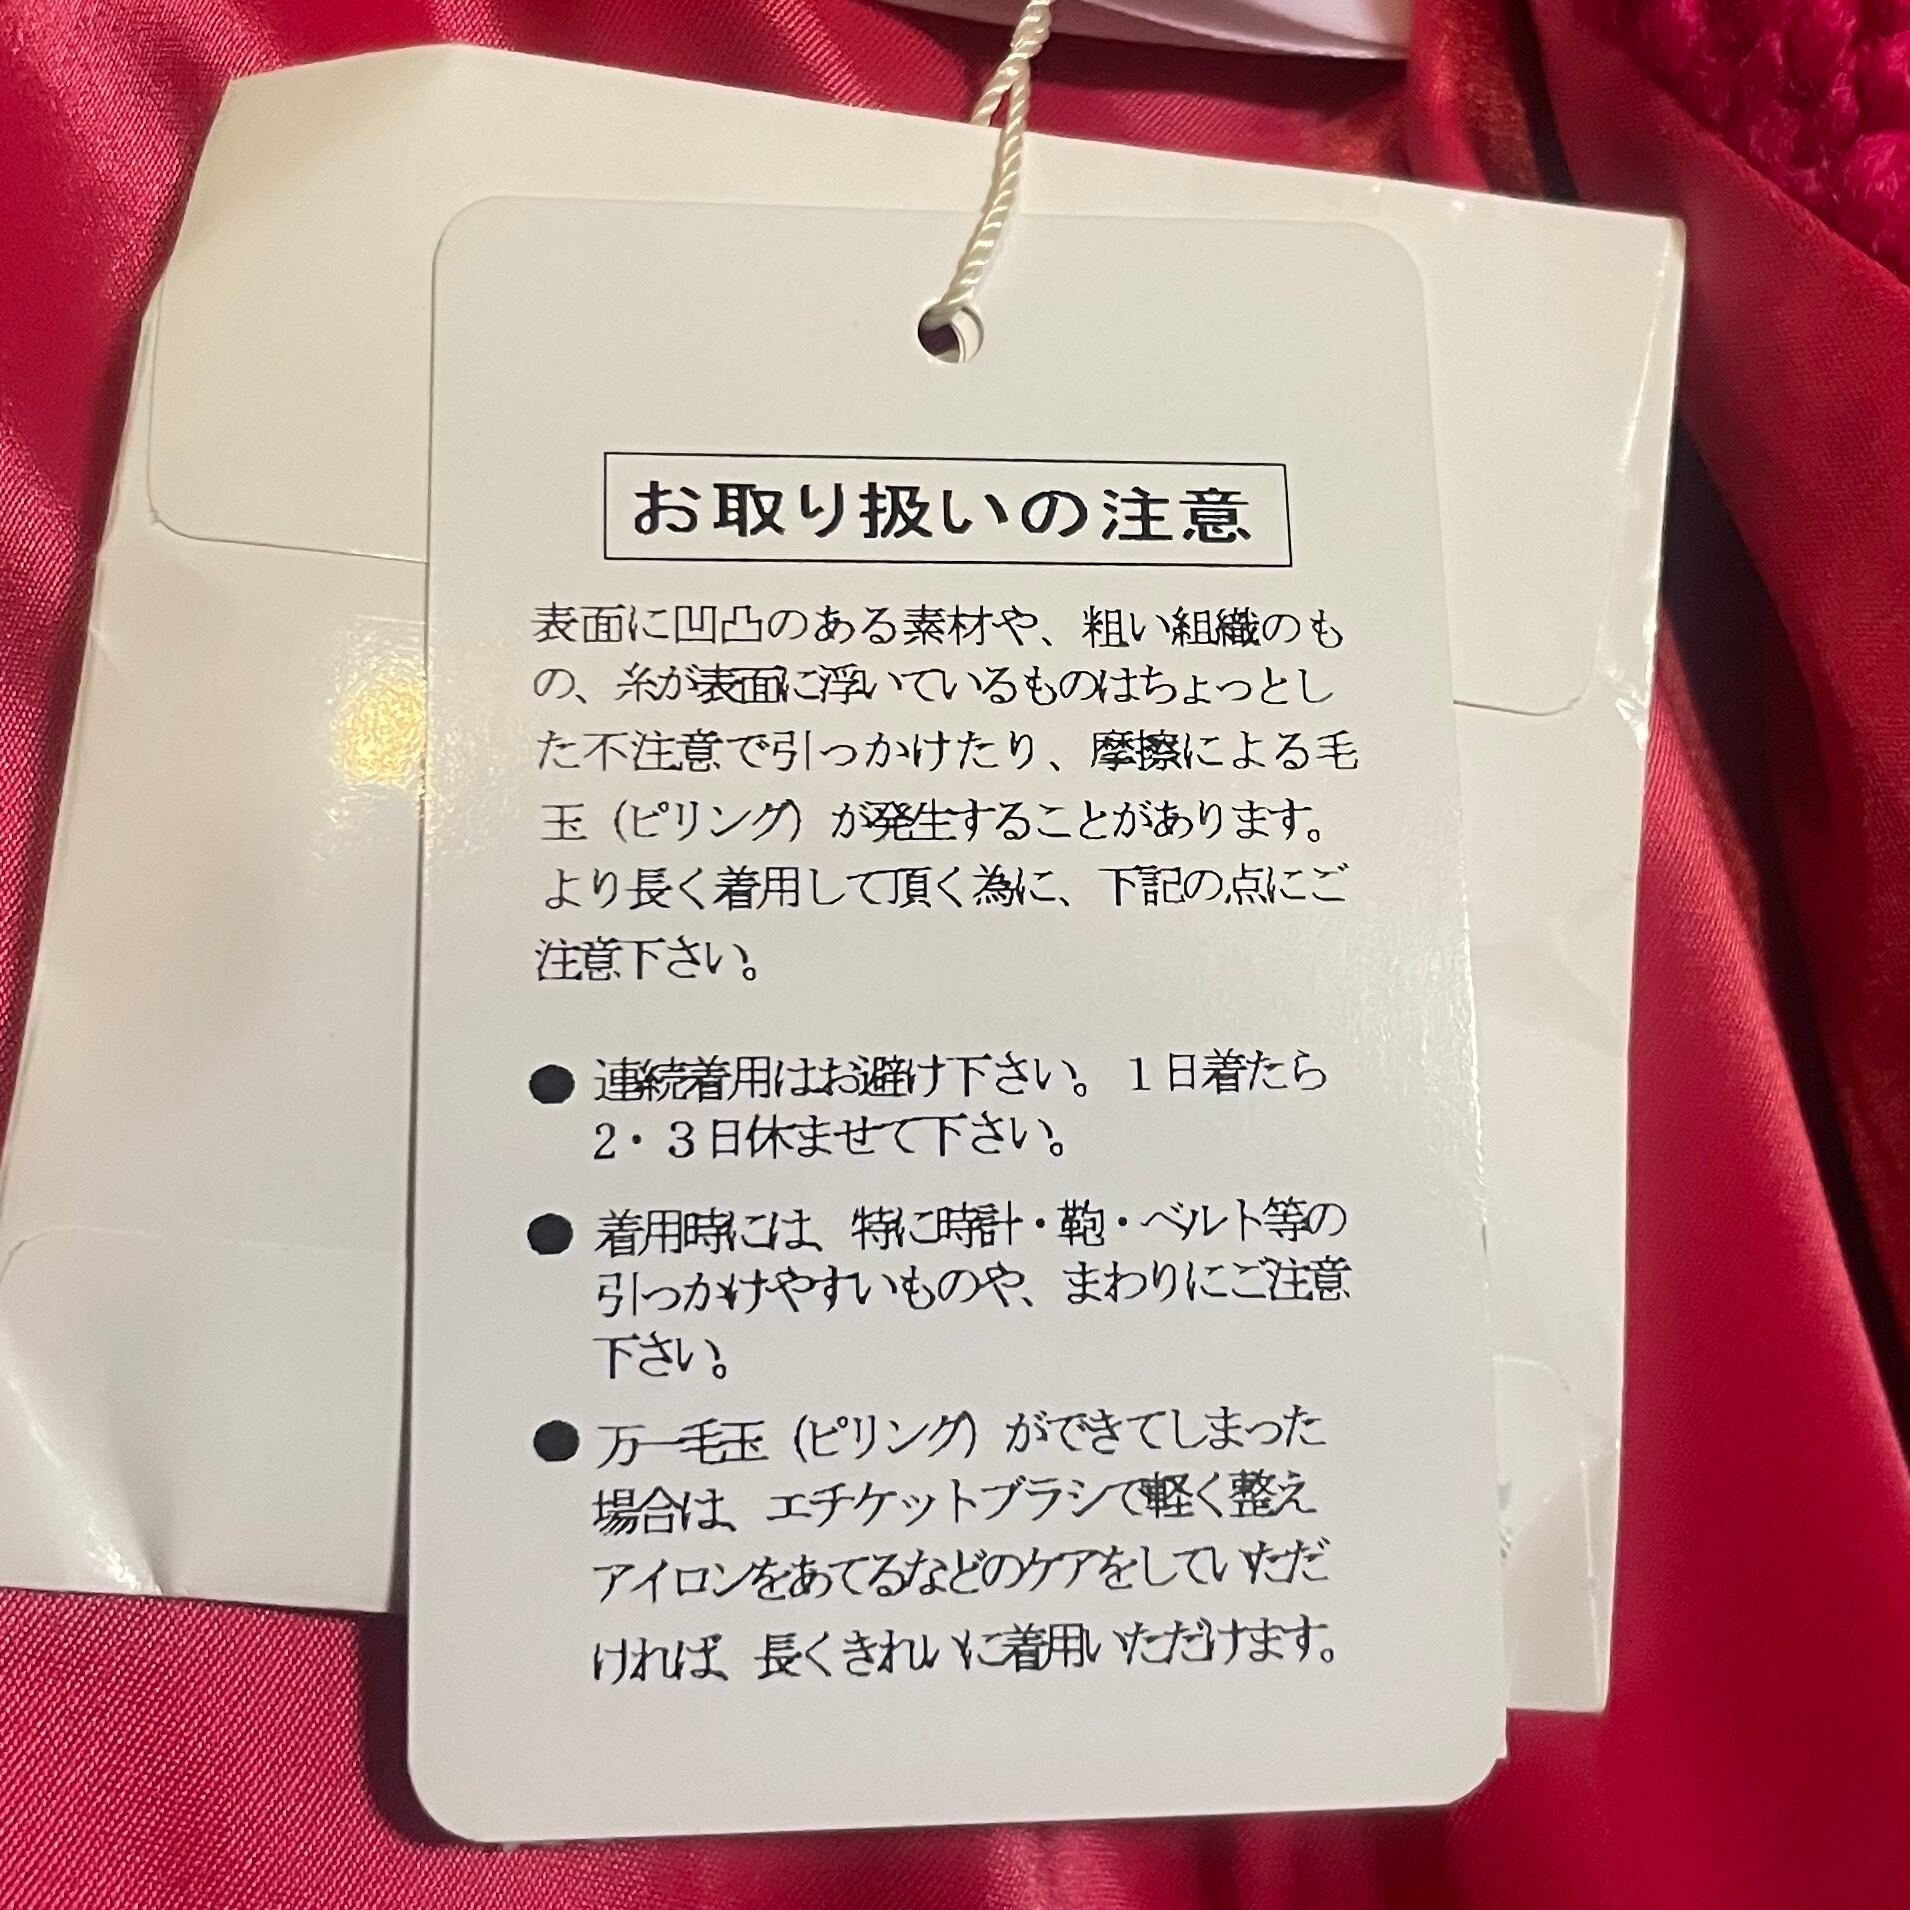 お取り扱いの注意
表面に凹凸のある素材や、粗い組織のも
の、糸が表面に浮いているものはちょっとし
た不注意で引っかけたり、摩擦による毛
玉（ピリング）が発生することがあります。
より長く着用して頂く為に、下記の点にご
注意下さい。
● 連続着用はお避け下さい。１日着たら
2・３日休ませて下さい。
● 着用時には、特に時計・鞄・ベルト等の
引っかけやすいものや、まわりにご注意
下さい。
● 万一毛玉（ピリング）ができてしまった
場合は、エチケットブラシで軽く整え
アイロンをあてるなどのケアをしていただ
ければ、長くきれいに着用いただけます。